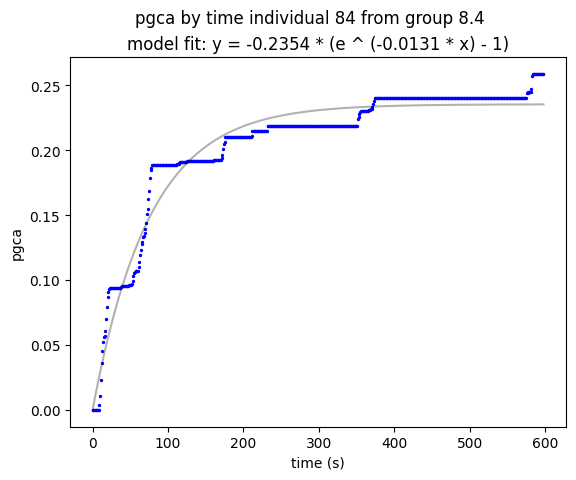 pgca by time individual 84 from group 8.4
model fit: y = -0.2354 * (e ^ (-0.0131 * x) - 1)
0.25
0.20
0.15
0.10
0.05
0.00
pgca
0 100 200 300 400 500 600
time (s)